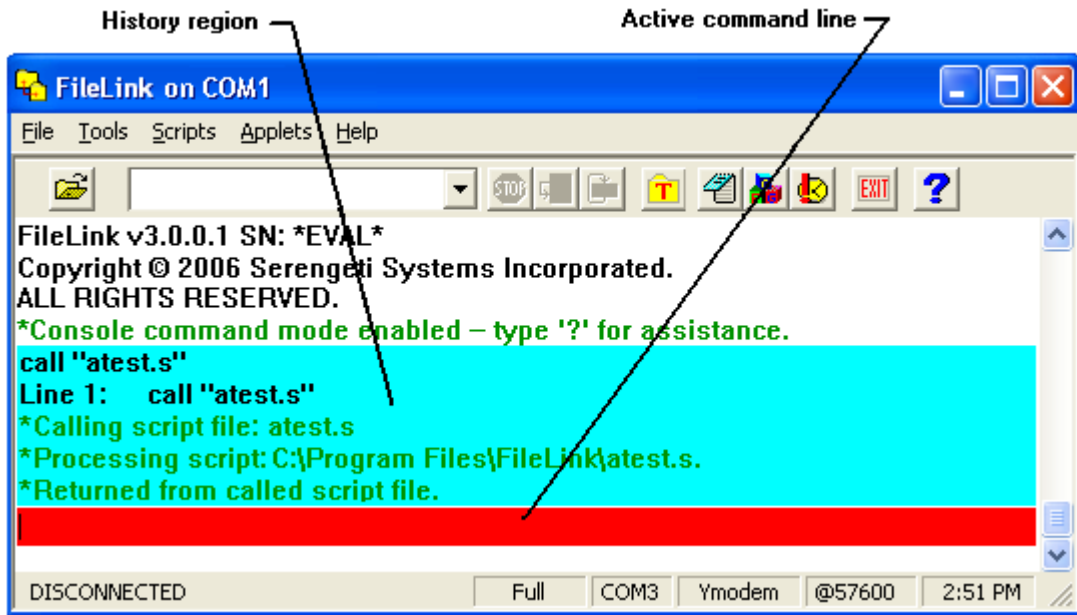 History region
Active command line
FileLink on COM1
File Tools Scripts Applets Help
STOP T EXIT ?
FileLink v3.0.0.1 SN: *EVAL*
Copyright © 2006 Serengeti Systems Incorporated.
ALL RIGHTS RESERVED.
*Console command mode enabled – type '?' for assistance.
call "atest.s"
Line 1: call "atest.s"
*Calling script file: atest.s
*Processing script: C:\Program Files\FileLink\atest.s.
*Returned from called script file.
DISCONNECTED Full COM3 Ymodem @57600 2:51 PM